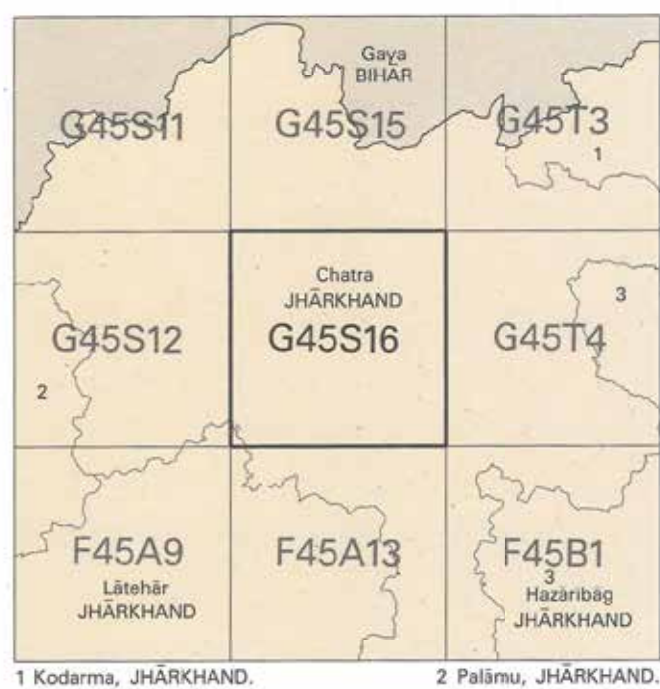 Gaya
BIHĀR
G45S11
G45S15
G45T3
1
Chatra
JHĀRKHAND
3
G45S12
G45S16
G45T4
2
F45A9
F45A13
F45B1
Lātehār
3
Hazāribāg
JHĀRKHAND
JHĀRKHAND
1 Kodarma, JHĀRKHAND.
2 Palāmu, JHĀRKHAND.